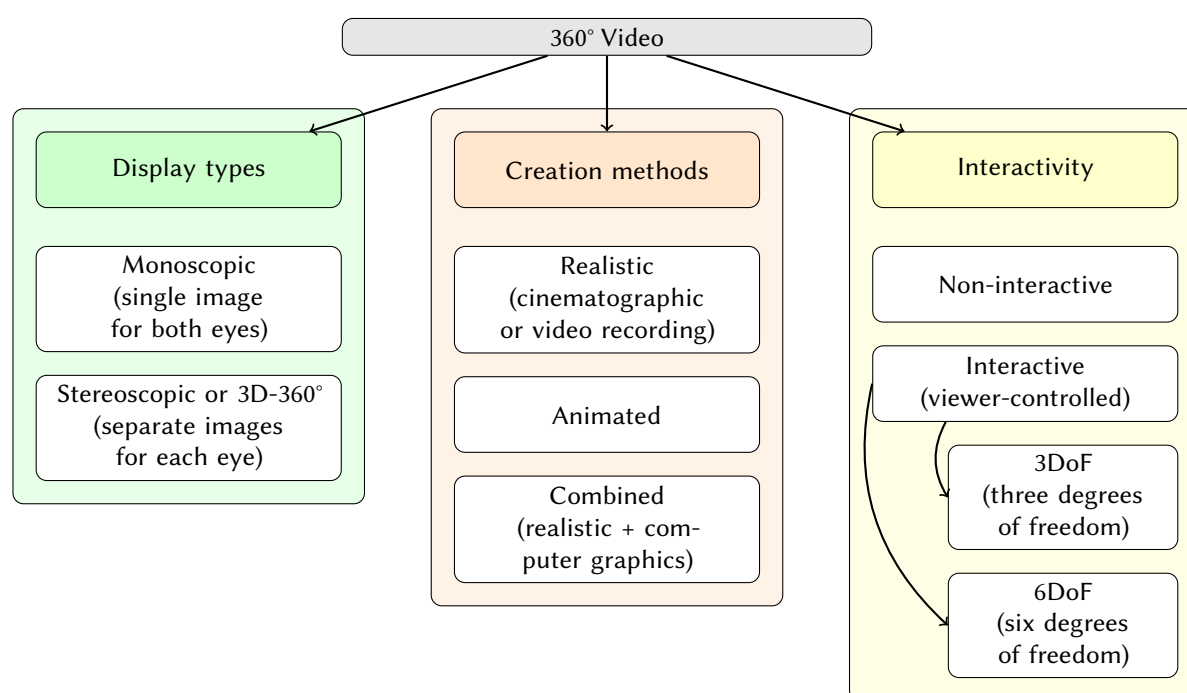 360° Video
Display types
Monoscopic
(single image
for both eyes)
Stereoscopic or 3D-360°
(separate images
for each eye)
Creation methods
Realistic
(cinematographic
or video recording)
Animated
Combined
(realistic + com-
puter graphics)
Interactivity
Non-interactive
Interactive
(viewer-controlled)
3DoF
(three degrees
of freedom)
6DoF
(six degrees
of freedom)